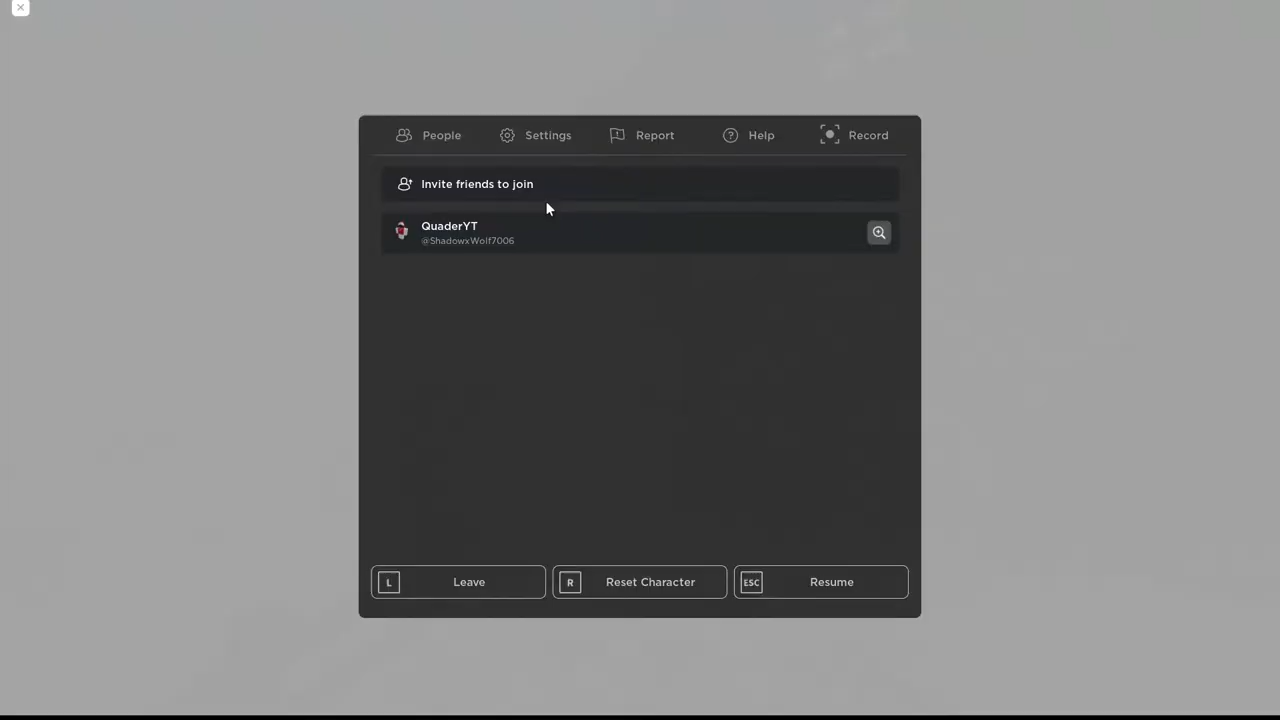 People
Settings
Report
Help
Record
Invite friends to join
QuaderYT
@ShadowxWolf7006
L
Leave
R
Reset Character
ESC
Resume